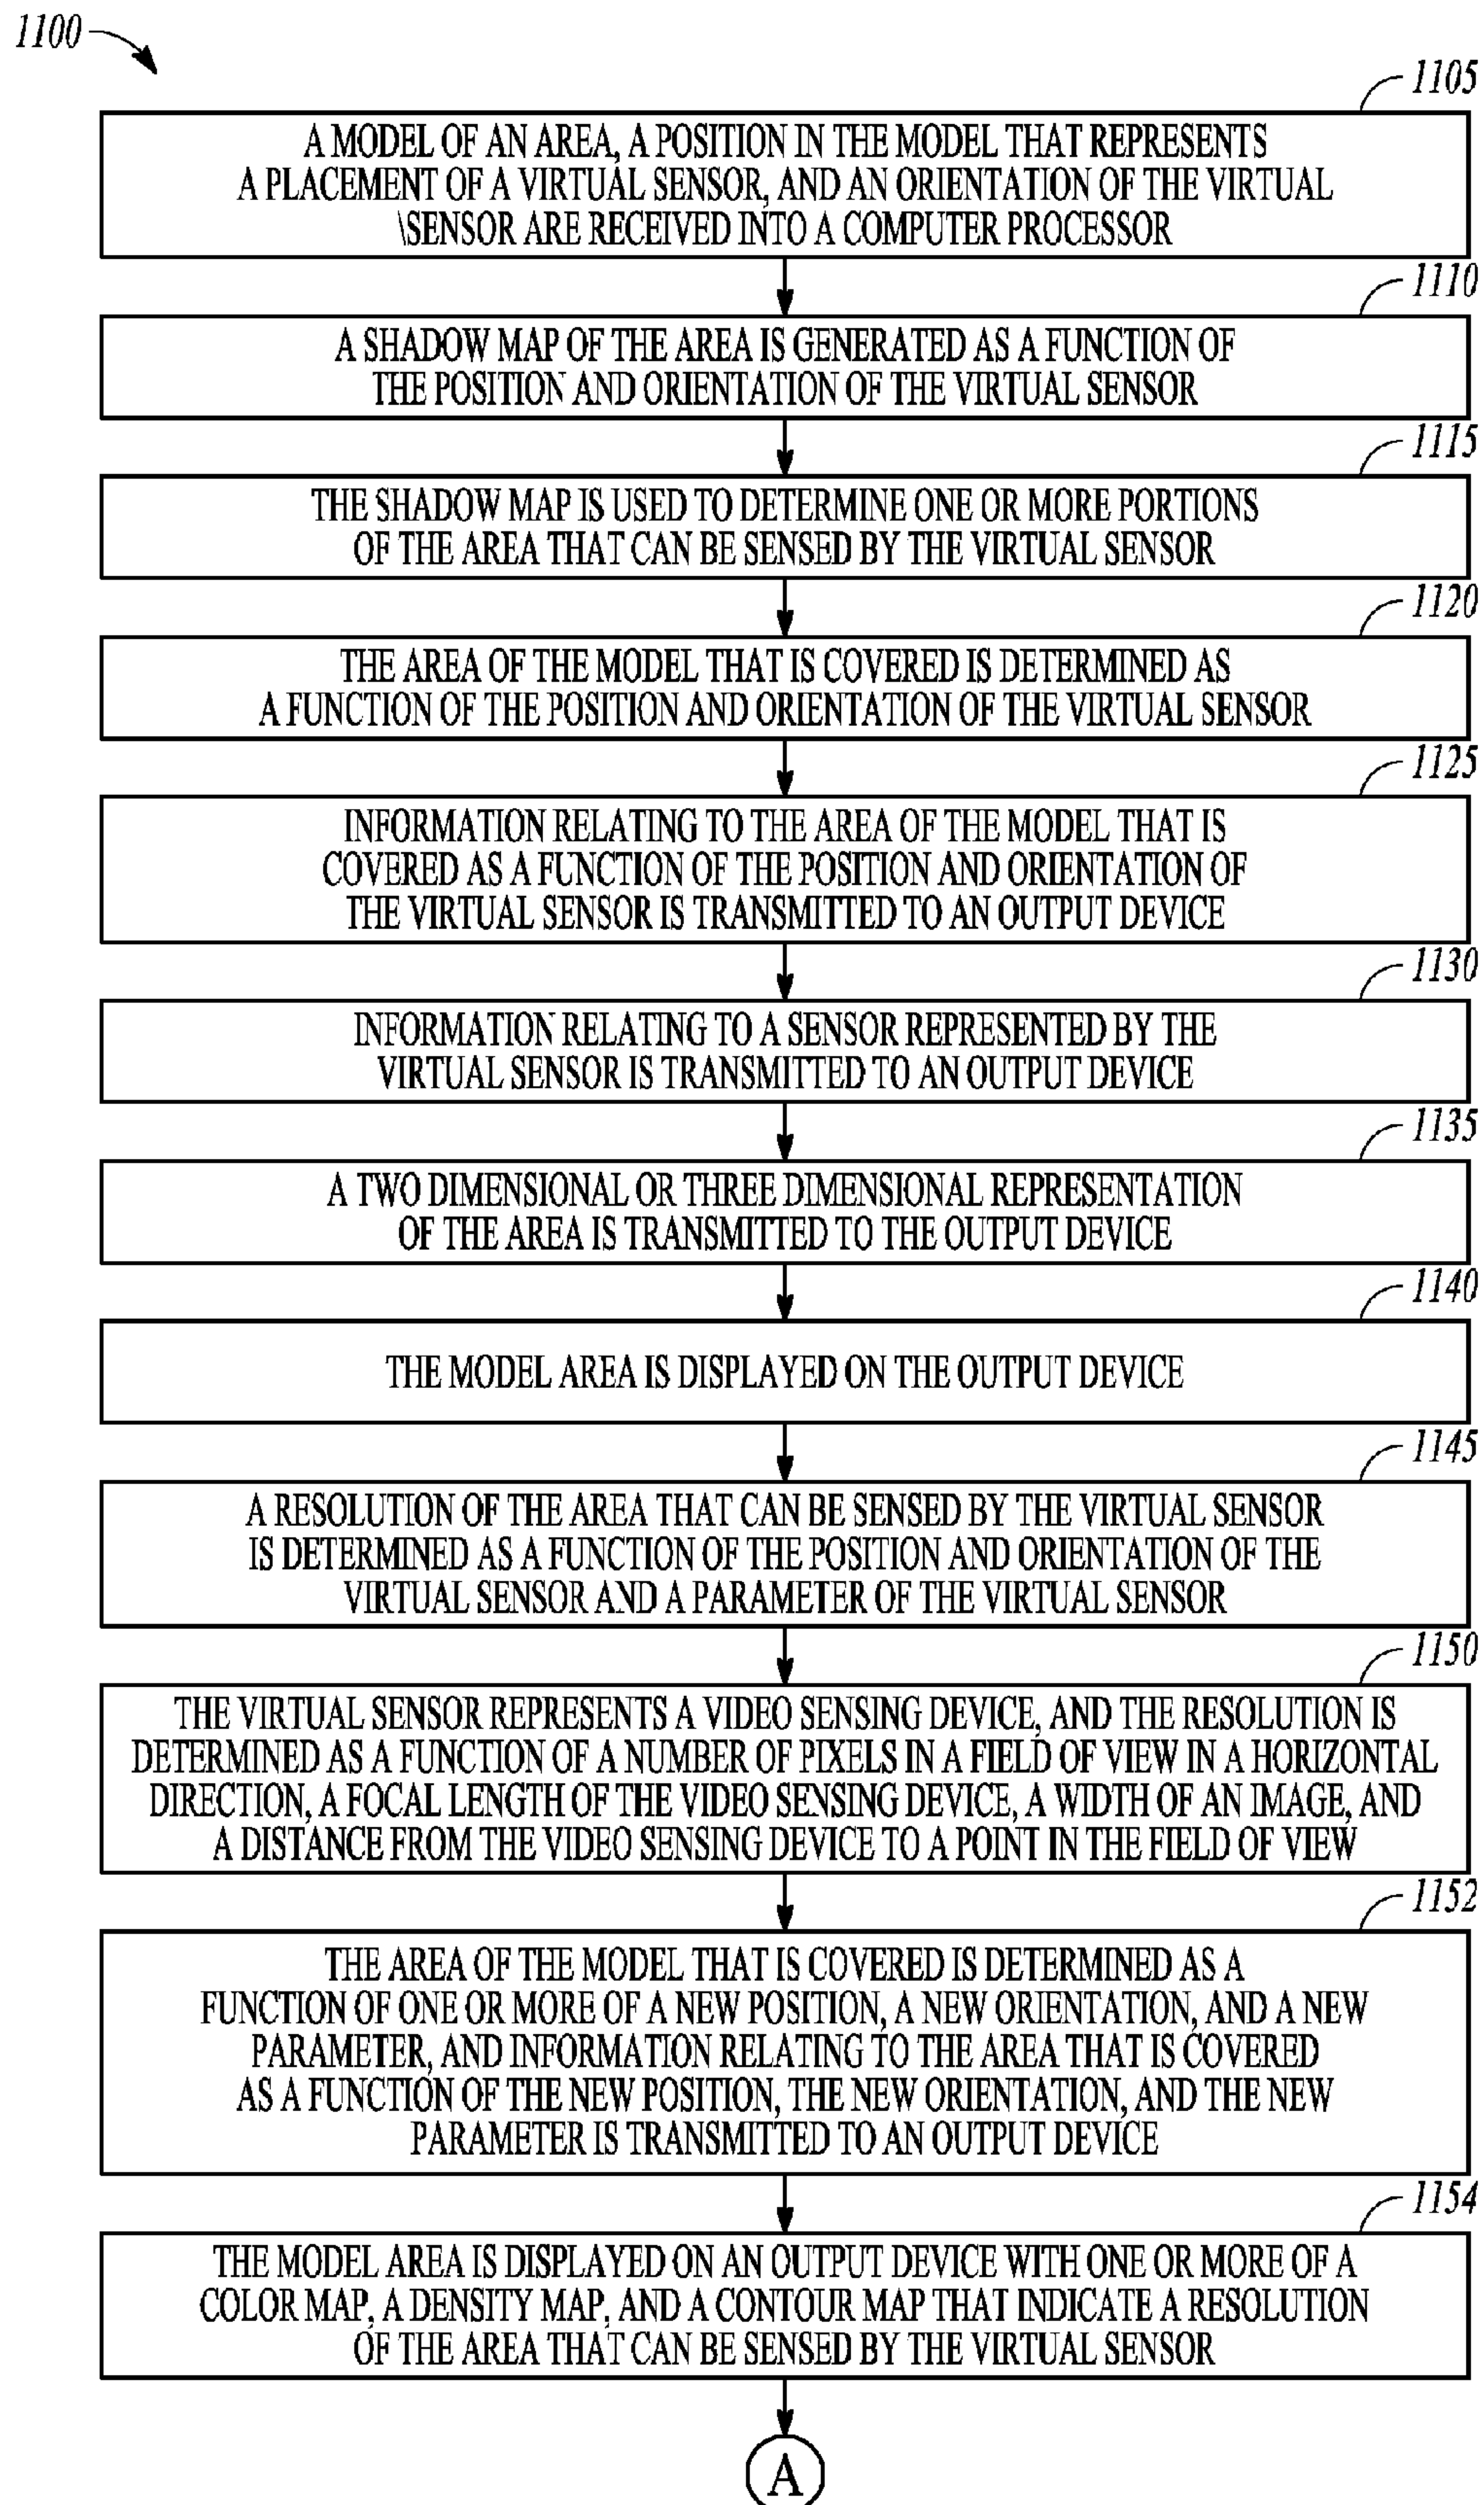 1100
1105
A MODEL OF AN AREA, A POSITION IN THE MODEL THAT REPRESENTS
A PLACEMENT OF A VIRTUAL SENSOR, AND AN ORIENTATION OF THE VIRTUAL
\SENSOR ARE RECEIVED INTO A COMPUTER PROCESSOR
1110
A SHADOW MAP OF THE AREA IS GENERATED AS A FUNCTION OF
THE POSITION AND ORIENTATION OF THE VIRTUAL SENSOR
1115
THE SHADOW MAP IS USED TO DETERMINE ONE OR MORE PORTIONS
OF THE AREA THAT CAN BE SENSED BY THE VIRTUAL SENSOR
1120
THE AREA OF THE MODEL THAT IS COVERED IS DETERMINED AS
A FUNCTION OF THE POSITION AND ORIENTATION OF THE VIRTUAL SENSOR
1125
INFORMATION RELATING TO THE AREA OF THE MODEL THAT IS
COVERED AS A FUNCTION OF THE POSITION AND ORIENTATION OF
THE VIRTUAL SENSOR IS TRANSMITTED TO AN OUTPUT DEVICE
1130
INFORMATION RELATING TO A SENSOR REPRESENTED BY THE
VIRTUAL SENSOR IS TRANSMITTED TO AN OUTPUT DEVICE
1135
A TWO DIMENSIONAL OR THREE DIMENSIONAL REPRESENTATION
OF THE AREA IS TRANSMITTED TO THE OUTPUT DEVICE
1140
THE MODEL AREA IS DISPLAYED ON THE OUTPUT DEVICE
1145
A RESOLUTION OF THE AREA THAT CAN BE SENSED BY THE VIRTUAL SENSOR
IS DETERMINED AS A FUNCTION OF THE POSITION AND ORIENTATION OF THE
VIRTUAL SENSOR AND A PARAMETER OF THE VIRTUAL SENSOR
1150
THE VIRTUAL SENSOR REPRESENTS A VIDEO SENSING DEVICE, AND THE RESOLUTION IS
DETERMINED AS A FUNCTION OF A NUMBER OF PIXELS IN A FIELD OF VIEW IN A HORIZONTAL
DIRECTION, A FOCAL LENGTH OF THE VIDEO SENSING DEVICE, A WIDTH OF AN IMAGE, AND
A DISTANCE FROM THE VIDEO SENSING DEVICE TO A POINT IN THE FIELD OF VIEW
1152
THE AREA OF THE MODEL THAT IS COVERED IS DETERMINED AS A
FUNCTION OF ONE OR MORE OF A NEW POSITION, A NEW ORIENTATION, AND A NEW
PARAMETER, AND INFORMATION RELATING TO THE AREA THAT IS COVERED
AS A FUNCTION OF THE NEW POSITION, THE NEW ORIENTATION, AND THE NEW
PARAMETER IS TRANSMITTED TO AN OUTPUT DEVICE
1154
THE MODEL AREA IS DISPLAYED ON AN OUTPUT DEVICE WITH ONE OR MORE OF A
COLOR MAP, A DENSITY MAP, AND A CONTOUR MAP THAT INDICATE A RESOLUTION
OF THE AREA THAT CAN BE SENSED BY THE VIRTUAL SENSOR
A